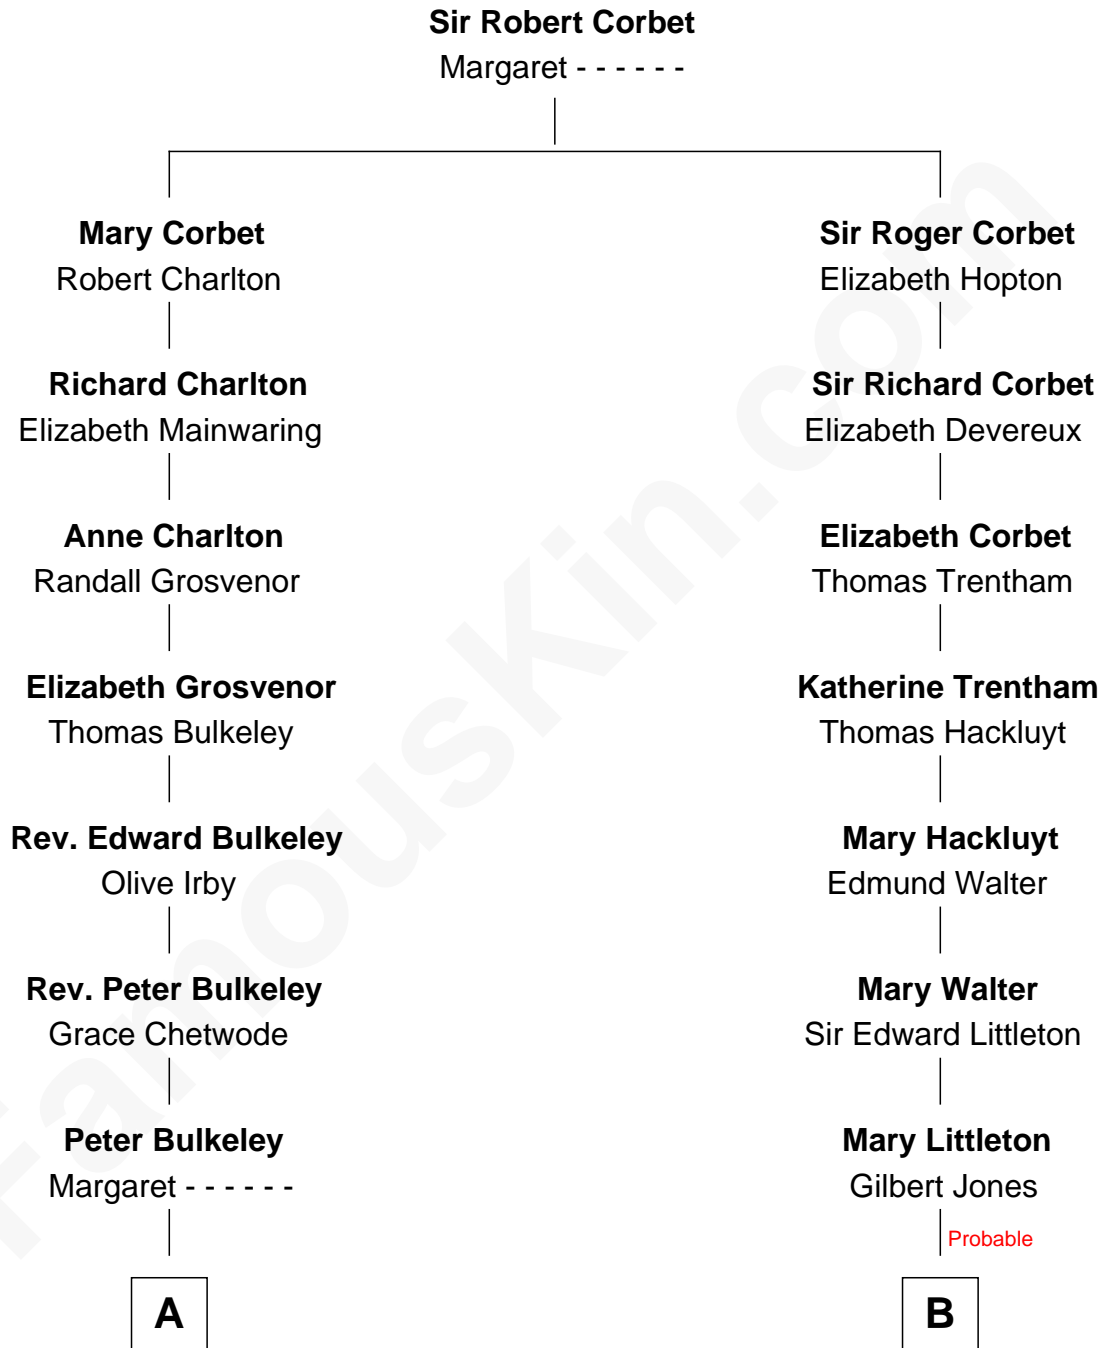 Sir Robert Corbet
Margaret - - - - - -
Mary Corbet
Robert Charlton
Richard Charlton
Elizabeth Mainwaring
Anne Charlton
Randall Grosvenor
Elizabeth Grosvenor
Thomas Bulkeley
Rev. Edward Bulkeley
Olive Irby
Rev. Peter Bulkeley
Grace Chetwode
Peter Bulkeley
Margaret - - - - - -
A
Sir Roger Corbet
Elizabeth Hopton
Sir Richard Corbet
Elizabeth Devereux
Elizabeth Corbet
Thomas Trentham
Katherine Trentham
Thomas Hackluyt
Mary Hackluyt
Edmund Walter
Mary Walter
Sir Edward Littleton
Mary Littleton
Gilbert Jones
Probable
B
FamousKin.com